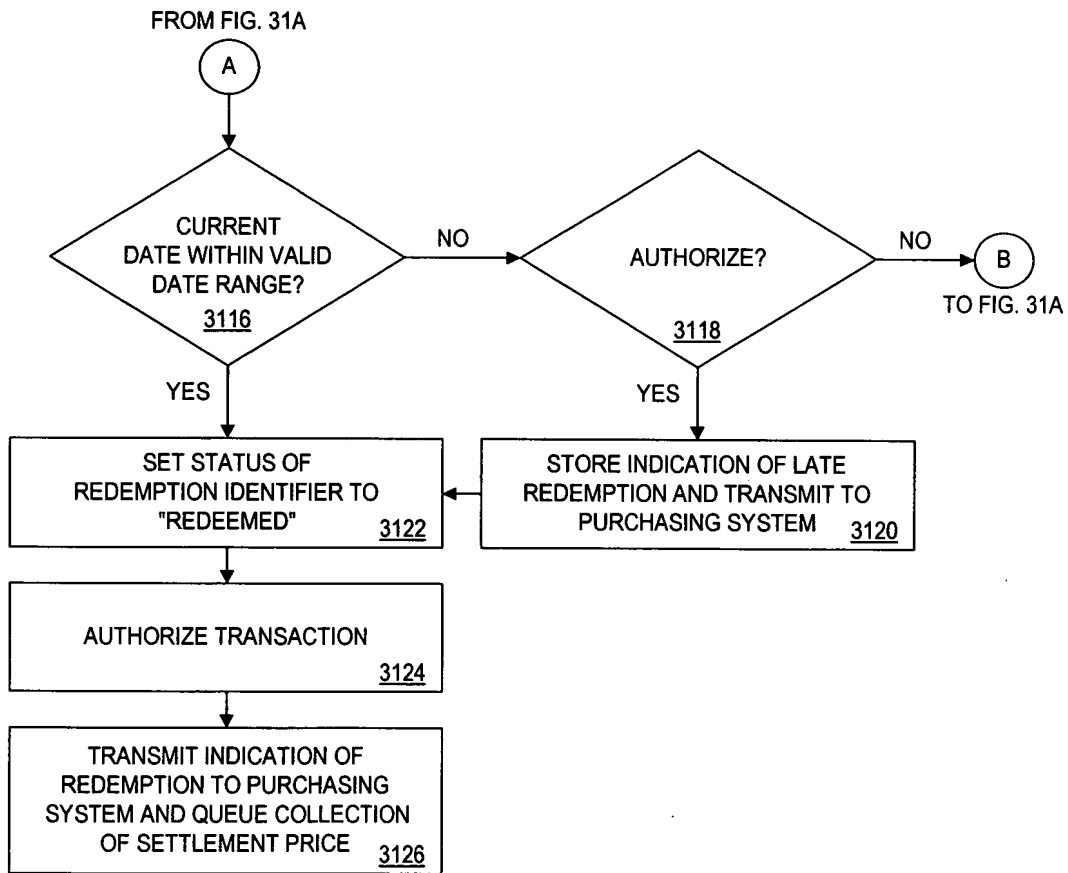 FROM FIG. 31A
A
CURRENT
DATE WITHIN VALID
DATE RANGE?
3116
NO
AUTHORIZE?
3118
NO
B
TO FIG. 31A
YES
YES
SET STATUS OF
REDEMPTION IDENTIFIER TO
"REDEEMED"
3122
STORE INDICATION OF LATE
REDEMPTION AND TRANSMIT TO
PURCHASING SYSTEM
3120
AUTHORIZE TRANSACTION
3124
TRANSMIT INDICATION OF
REDEMPTION TO PURCHASING
SYSTEM AND QUEUE COLLECTION
OF SETTLEMENT PRICE
3126